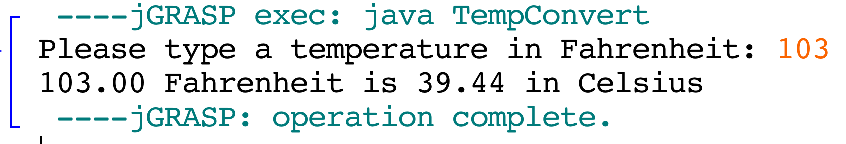 ----jGRASP exec: java TempConvert
Please type a temperature in Fahrenheit: 103
103.00 Fahrenheit is 39.44 in Celsius
----jGRASP: operation complete.